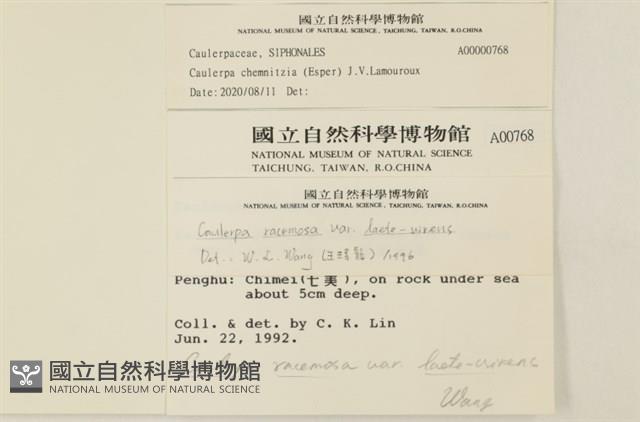 國立自然科學博物館
NATIONAL MUSEUM OF NATURAL SCIENCE, TAICHUNG, TAIWAN, R.O.CHINA
Caulerpaceae, SIPHONALES A00000768
Caulerpa chemnitzia (Esper) J.V.Lamouroux
Date:2020/08/11 Det:
國立自然科學博物館 A00768
NATIONAL MUSEUM OF NATURAL SCIENCE
TAICHUNG, TAIWAN, R.O.CHINA
國立自然科學博物館
NATIONAL MUSEUM OF NATURAL SCIENCE, TAICHUNG, TAIWAN, R.O.CHINA
Caulerpa racemosa var. laete-virens
Det.: W. L. Wang (王) /1996
Penghu: Chimei(七美), on rock under sea
about 5cm deep.
Coll. & det. by C. K. Lin
Jun. 22, 1992.
racemosa var. laete-virens
Wang
國立自然科學博物館
NATIONAL MUSEUM OF NATURAL SCIENCE